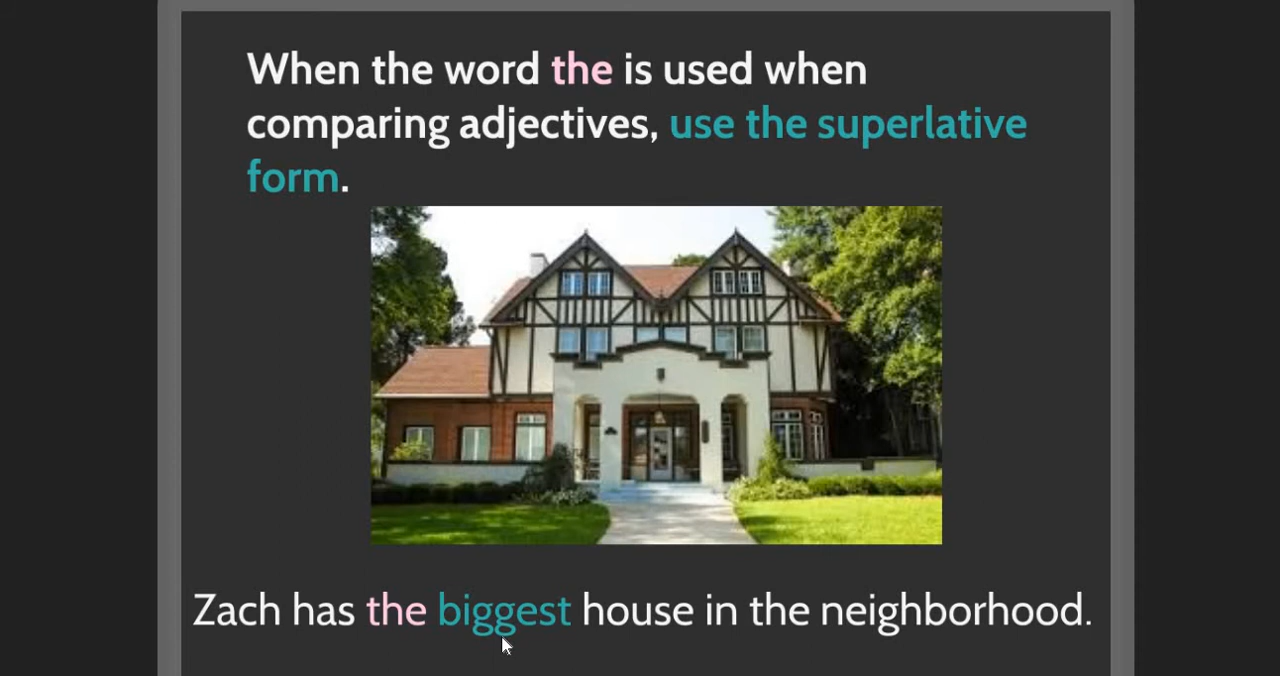 When the word the is used when
comparing adjectives, use the superlative
form.
Zach has the biggest house in the neighborhood.